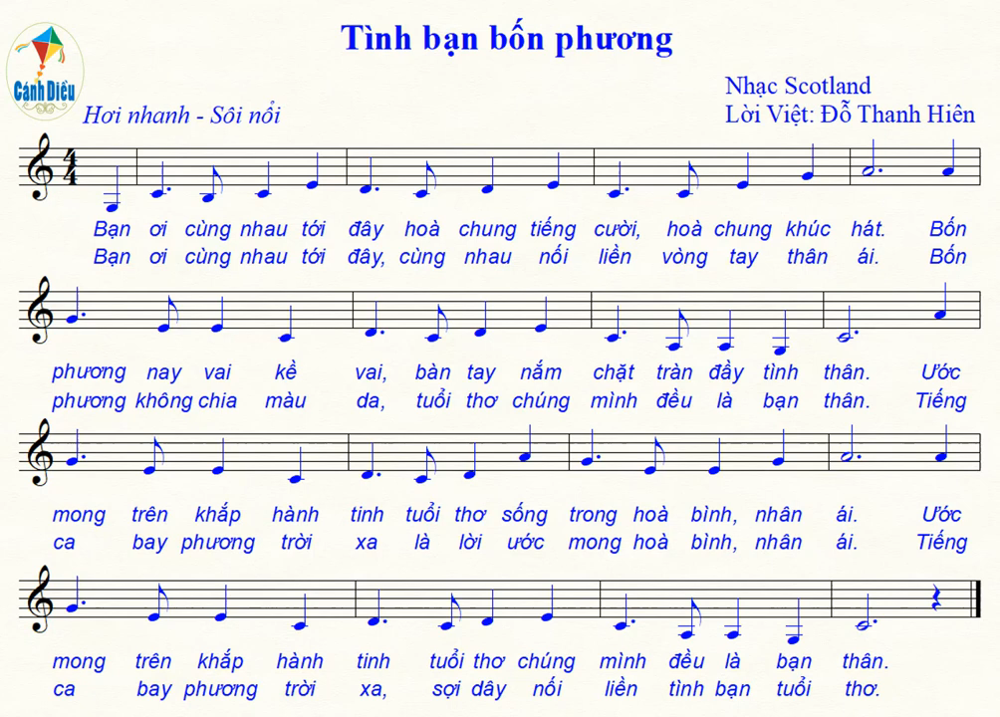 Tình bạn bốn phương
Cánh Diều
Nhạc Scotland
Hơi nhanh - Sôi nổi
Lời Việt: Đỗ Thanh Hiên
4
4
Bạn ơi cùng nhau tới đây hoà chung tiếng cười, hoà chung khúc hát. Bốn
Bạn ơi cùng nhau tới đây, cùng nhau nối liền vòng tay thân ái. Bốn
phương nay vai kề vai, bàn tay nắm chặt tràn đầy tình thân. Ước
phương không chia màu da, tuổi thơ chúng mình đều là bạn thân. Tiếng
mong trên khắp hành tinh tuổi thơ sống trong hoà bình, nhân ái. Ước
ca bay phương trời xa là lời ước mong hoà bình, nhân ái. Tiếng
mong trên khắp hành tinh tuổi thơ chúng mình đều là bạn thân.
ca bay phương trời xa, sợi dây nối liền tình bạn tuổi thơ.